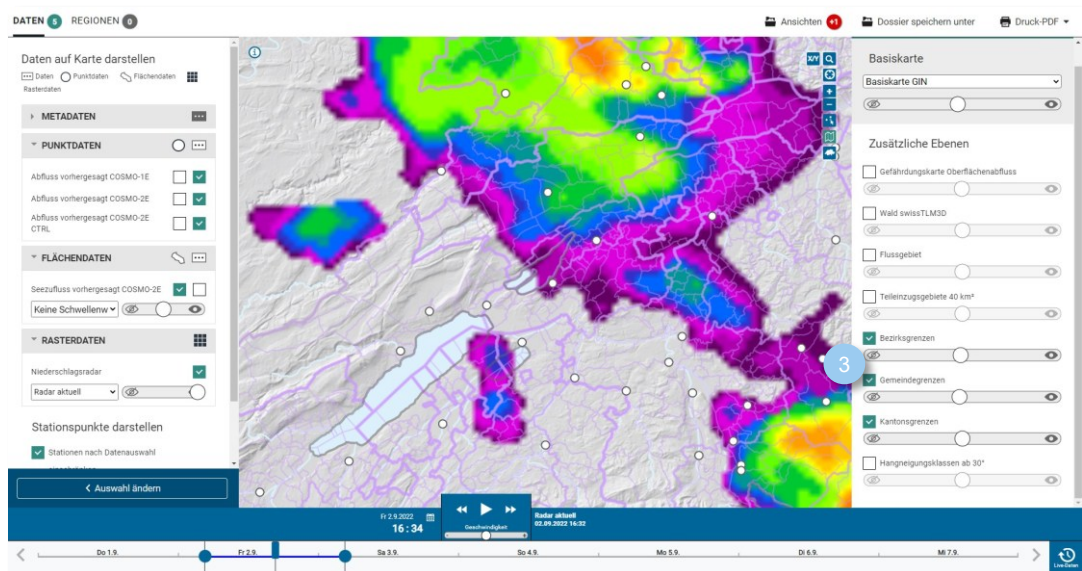 DATEN 5 REGIONEN 0
Ansichten +1 Dossier speichern unter Druck-PDF
Daten auf Karte darstellen
Daten Punktdaten Flächendaten
Rasterdaten
METADATEN
PUNKTDATEN
Abfluss vorhergesagt COSMO-1E
Abfluss vorhergesagt COSMO-2E
Abfluss vorhergesagt COSMO-2E
CTRL
FLÄCHENDATEN
Seezufluss vorhergesagt COSMO-2E
Keine Schwellenw
RASTERDATEN
Niederschlagsradar
Radar aktuell
Stationspunkte darstellen
Stationen nach Datenauswahl
Auswahl ändern
i
X/Y
Basiskarte
Basiskarte GIN
Zusätzliche Ebenen
Gefährdungskarte Oberflächenabfluss
Wald swissTLM3D
Flussgebiet
Teileinzugsgebiete 40 km²
Bezirksgrenzen
3
Gemeindegrenzen
Kantonsgrenzen
Hangneigungsklassen ab 30°
Fr 2.9.2022
16:34
Geschwindigkeit
Radar aktuell
02.09.2022 16:32
Do 1.9. Fr 2.9. Sa 3.9. So 4.9. Mo 5.9. Di 6.9. Mi 7.9.
Live-Daten